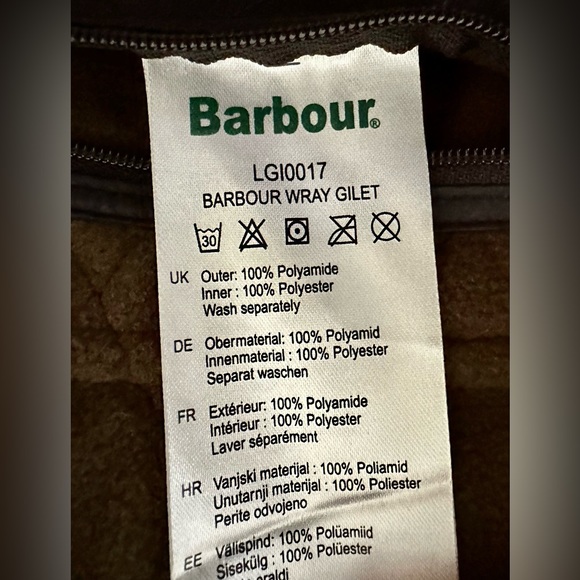 Barbour®
LGI0017
BARBOUR WRAY GILET
30
UK Outer: 100% Polyamide
Inner : 100% Polyester
Wash separately
DE Obermaterial: 100% Polyamid
Innenmaterial : 100% Polyester
Separat waschen
FR Extérieur: 100% Polyamide
Intérieur : 100% Polyester
Laver séparément
HR Vanjski materijal : 100% Poliamid
Unutarnji materijal : 100% Poliester
Perite odvojeno
EE Välispind : 100% Polüamiid
Sisekülg : 100% Polüester